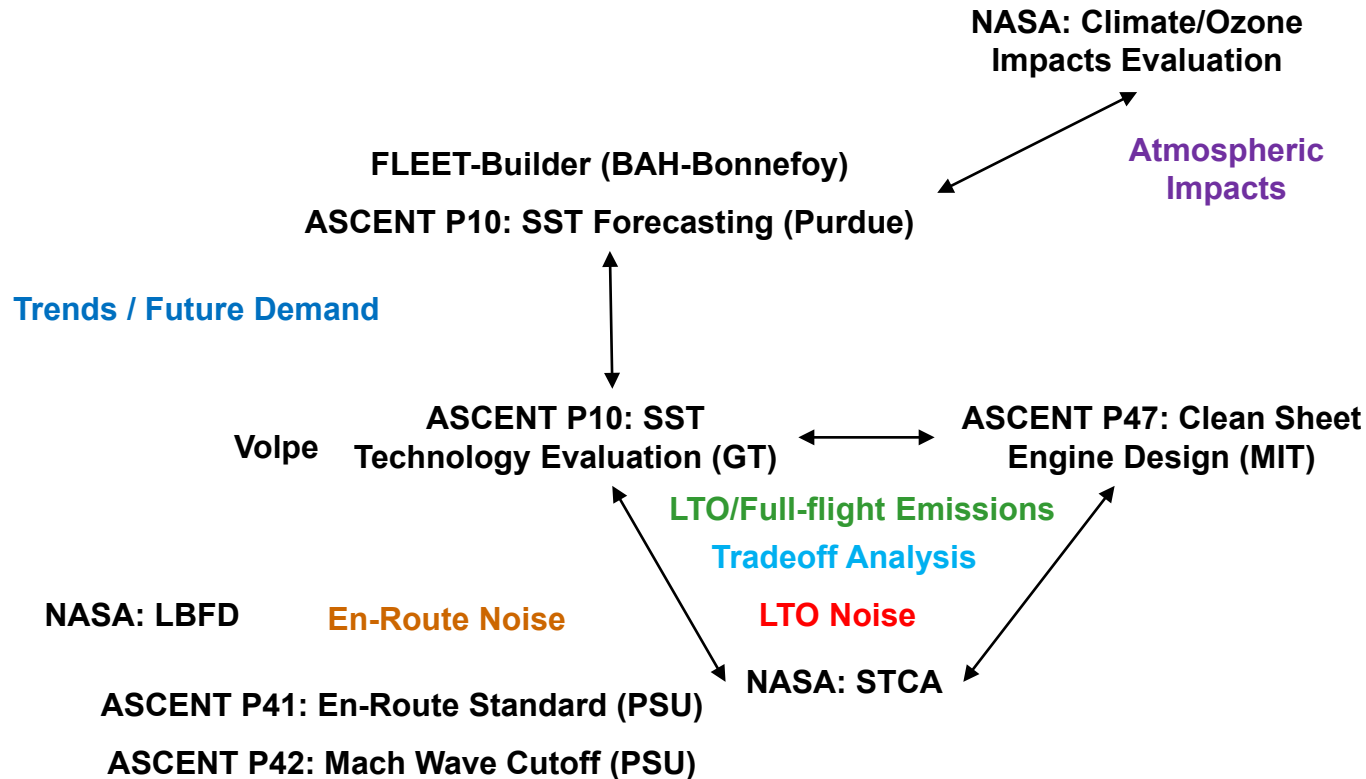 NASA: Climate/Ozone
Impacts Evaluation
Atmospheric
Impacts
FLEET-Builder (BAH-Bonnefoy)
ASCENT P10: SST Forecasting (Purdue)
Trends / Future Demand
Volpe
ASCENT P10: SST
Technology Evaluation (GT)
ASCENT P47: Clean Sheet
Engine Design (MIT)
LTO/Full-flight Emissions
Tradeoff Analysis
LTO Noise
NASA: LBFD
En-Route Noise
NASA: STCA
ASCENT P41: En-Route Standard (PSU)
ASCENT P42: Mach Wave Cutoff (PSU)